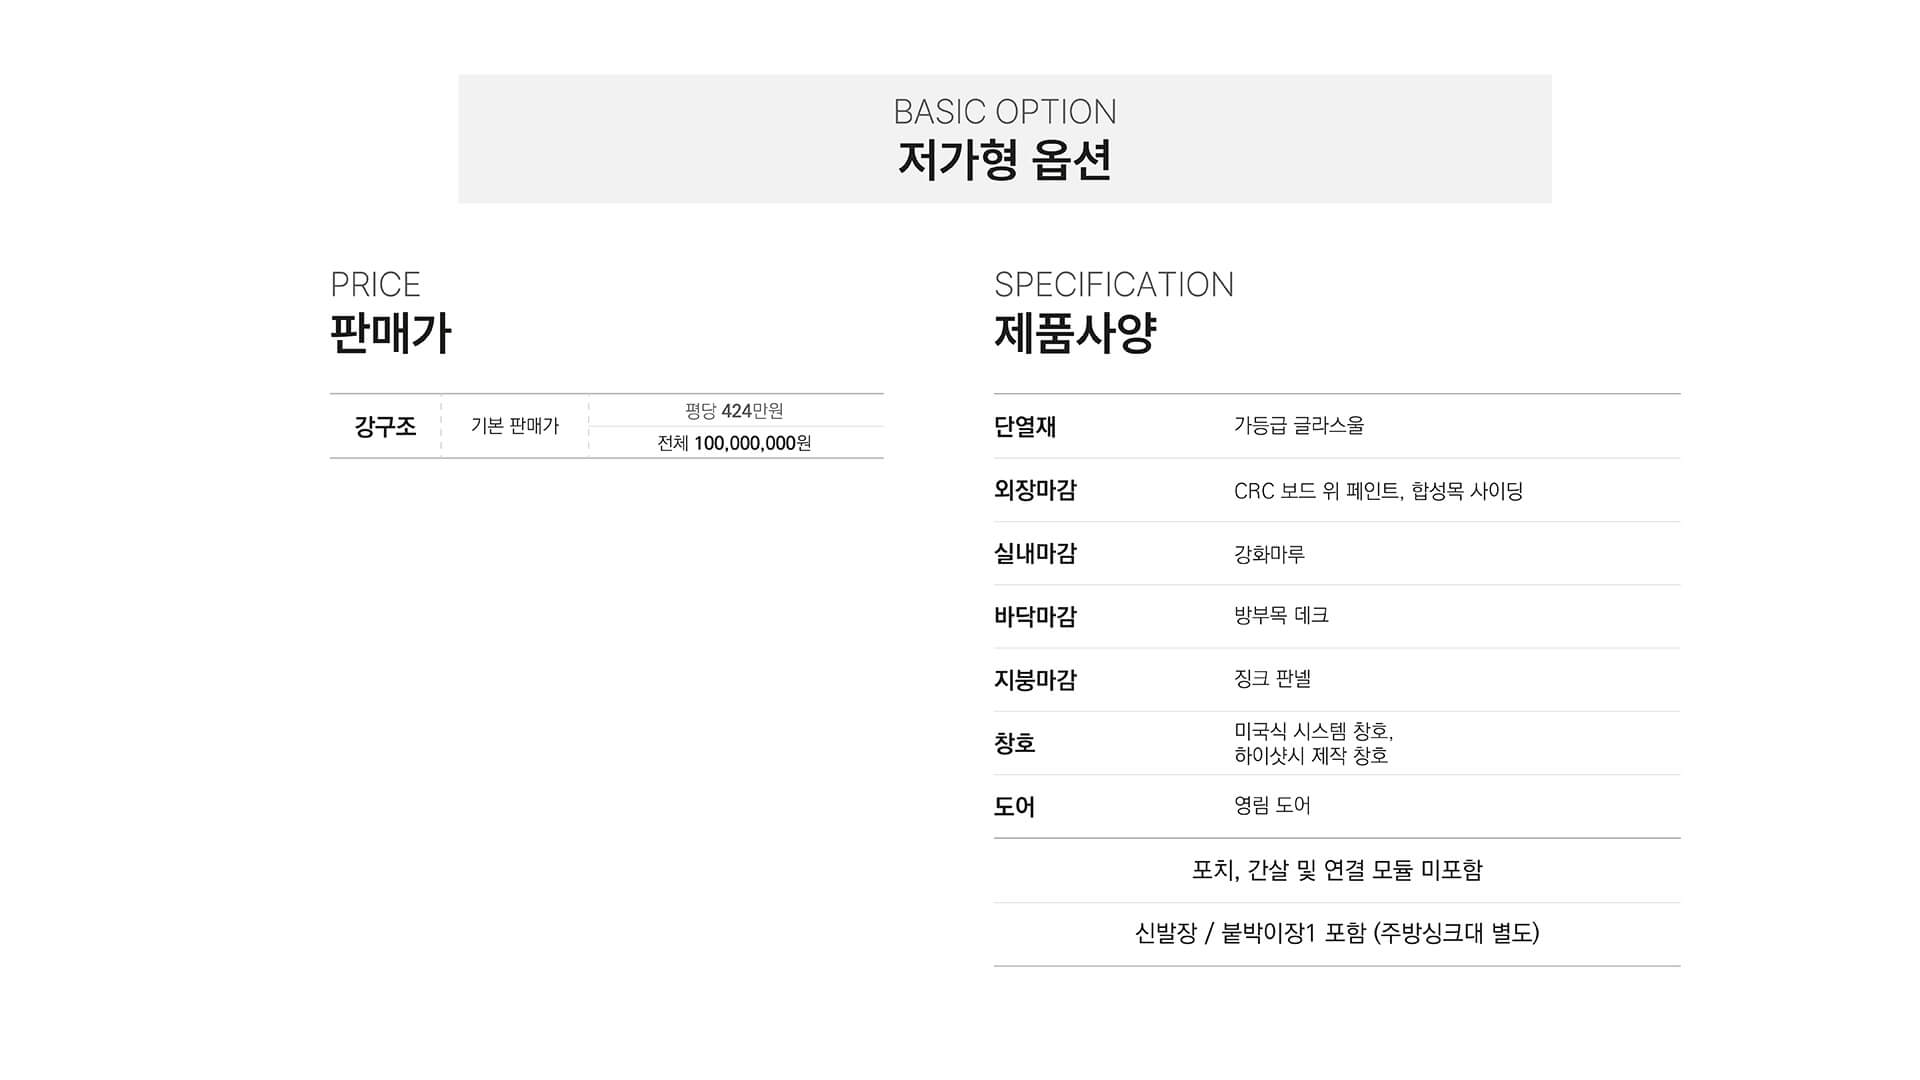 BASIC OPTION
저가형 옵션
PRICE
판매가
강구조
기본 판매가
평당 424만원
전체 100,000,000원
SPECIFICATION
제품사양
단열재 가등급 글라스울
외장마감 CRC 보드 위 페인트, 합성목 사이딩
실내마감 강화마루
바닥마감 방부목 데크
지붕마감 징크 판넬
창호 미국식 시스템 창호,
하이샷시 제작 창호
도어 영림 도어
포치, 간살 및 연결 모듈 미포함
신발장 / 붙박이장1 포함 (주방싱크대 별도)